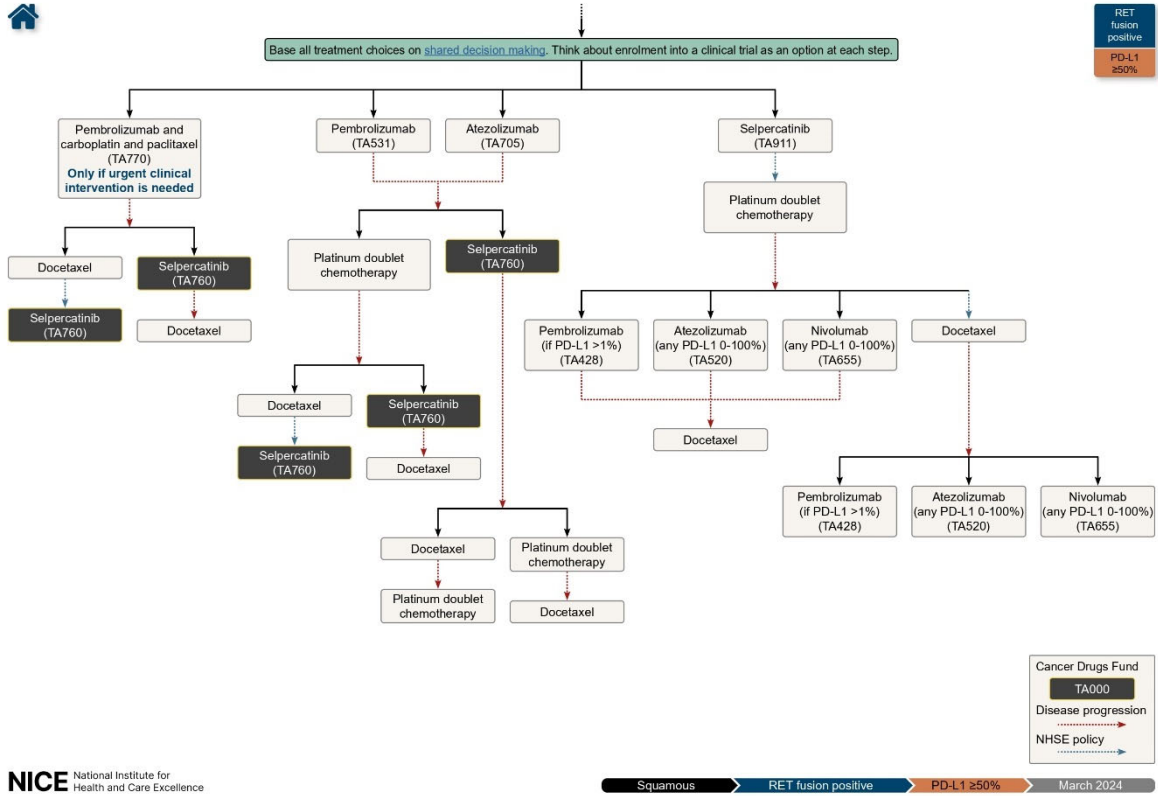 RET
fusion
positive
PD-L1
≥50%
Base all treatment choices on shared decision making. Think about enrolment into a clinical trial as an option at each step.
Pembrolizumab and
carboplatin and paclitaxel
(TA770)
Only if urgent clinical
intervention is needed
Pembrolizumab
(TA531)
Atezolizumab
(TA705)
Selpercatinib
(TA911)
Platinum doublet
chemotherapy
Docetaxel
Selpercatinib
(TA760)
Selpercatinib
(TA760)
Docetaxel
Platinum doublet
chemotherapy
Selpercatinib
(TA760)
Pembrolizumab
(if PD-L1 >1%)
(TA428)
Atezolizumab
(any PD-L1 0-100%)
(TA520)
Nivolumab
(any PD-L1 0-100%)
(TA655)
Docetaxel
Docetaxel
Selpercatinib
(TA760)
Selpercatinib
(TA760)
Docetaxel
Docetaxel
Pembrolizumab
(if PD-L1 >1%)
(TA428)
Atezolizumab
(any PD-L1 0-100%)
(TA520)
Nivolumab
(any PD-L1 0-100%)
(TA655)
Docetaxel
Platinum doublet
chemotherapy
Platinum doublet
chemotherapy
Docetaxel
Cancer Drugs Fund
TA000
Disease progression
NHSE policy
NICE National Institute for
Health and Care Excellence
Squamous
RET fusion positive
PD-L1 ≥50%
March 2024